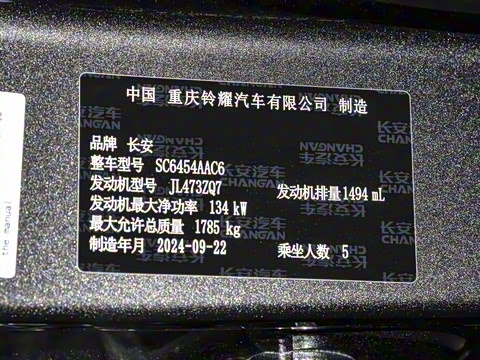 中国 重庆铃耀汽车有限公司 制造
品牌 长安
整车型号 SC6454AAC6
发动机型号 JL473ZQ7 发动机排量 1494 mL
发动机最大净功率 134 kW
最大允许总质量 1785 kg
制造年月 2024-09-22 乘坐人数 5
the manual